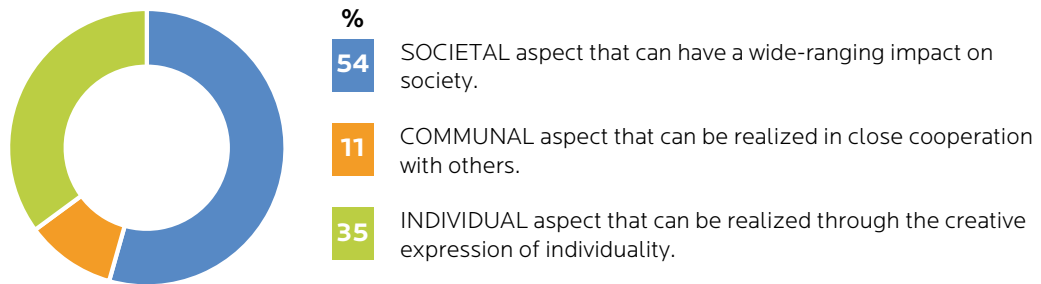 %
54
SOCIETAL aspect that can have a wide-ranging impact on
society.
11
COMMUNAL aspect that can be realized in close cooperation
with others.
35
INDIVIDUAL aspect that can be realized through the creative
expression of individuality.